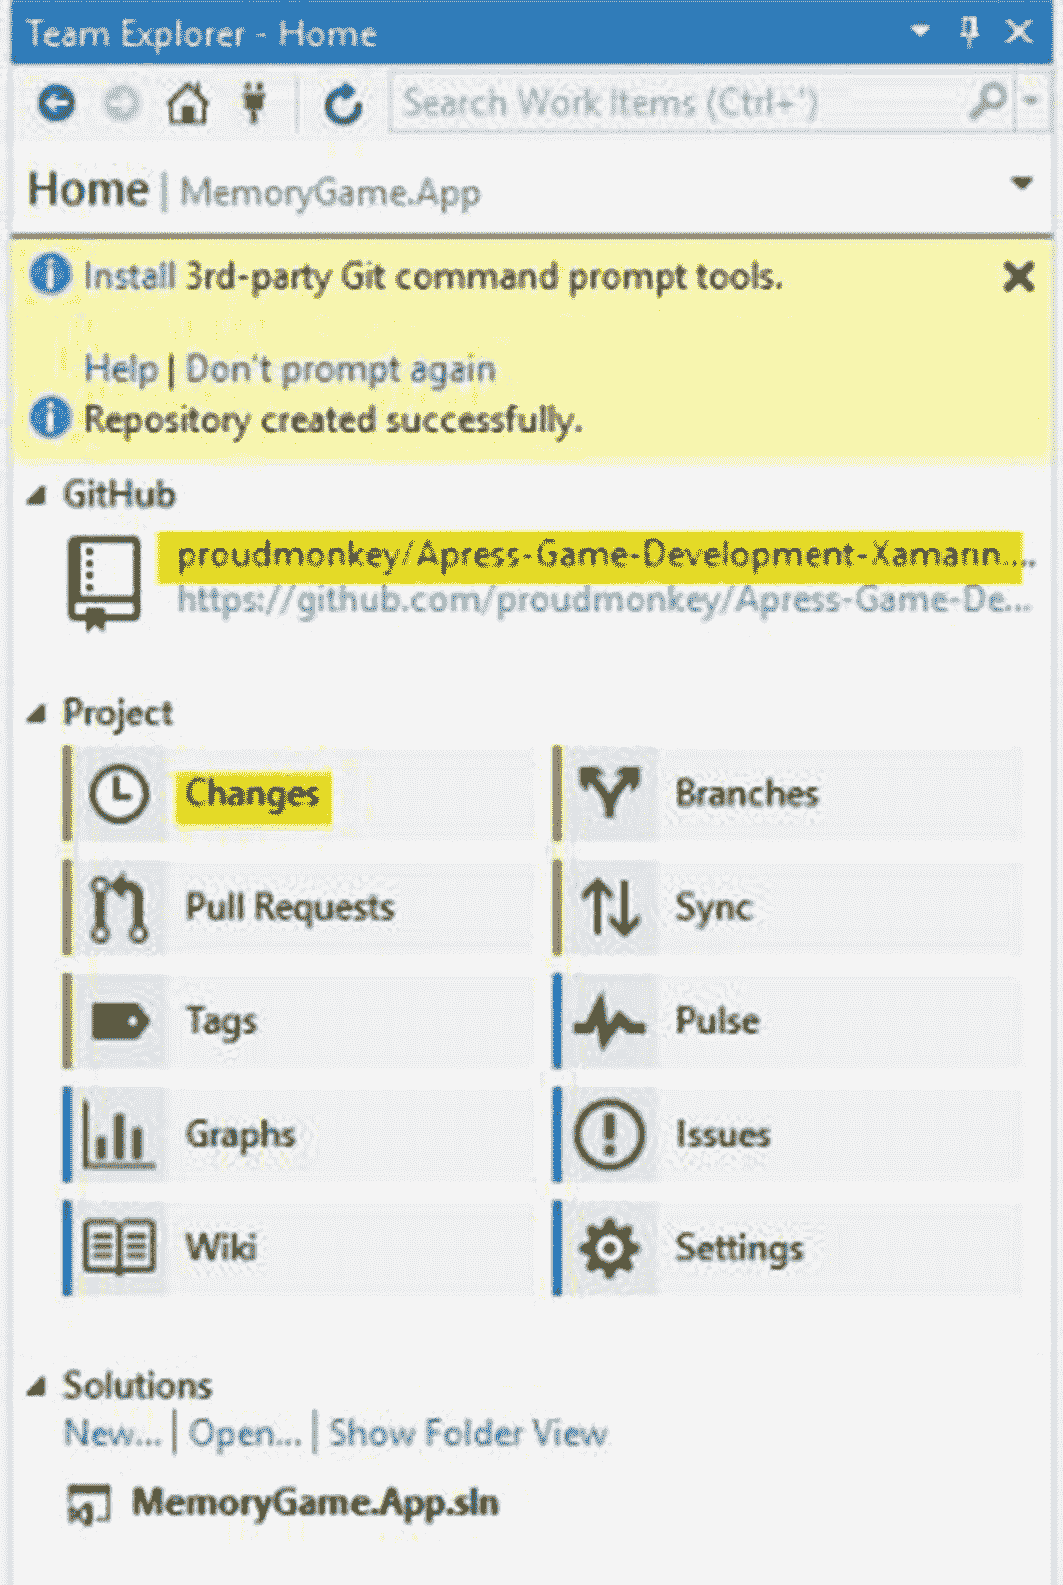 Team Explorer - Home
Search Work Items (Ctrl+')
Home | MemoryGame.App
Install 3rd-party Git command prompt tools.
Help | Don't prompt again
Repository created successfully.
GitHub
proudmonkey/Apress-Game-Development-Xamarin....
https://github.com/proudmonkey/Apress-Game-De...
Project
Changes
Branches
Pull Requests
Sync
Tags
Pulse
Graphs
Issues
Wiki
Settings
Solutions
New... | Open... | Show Folder View
MemoryGame.App.sln